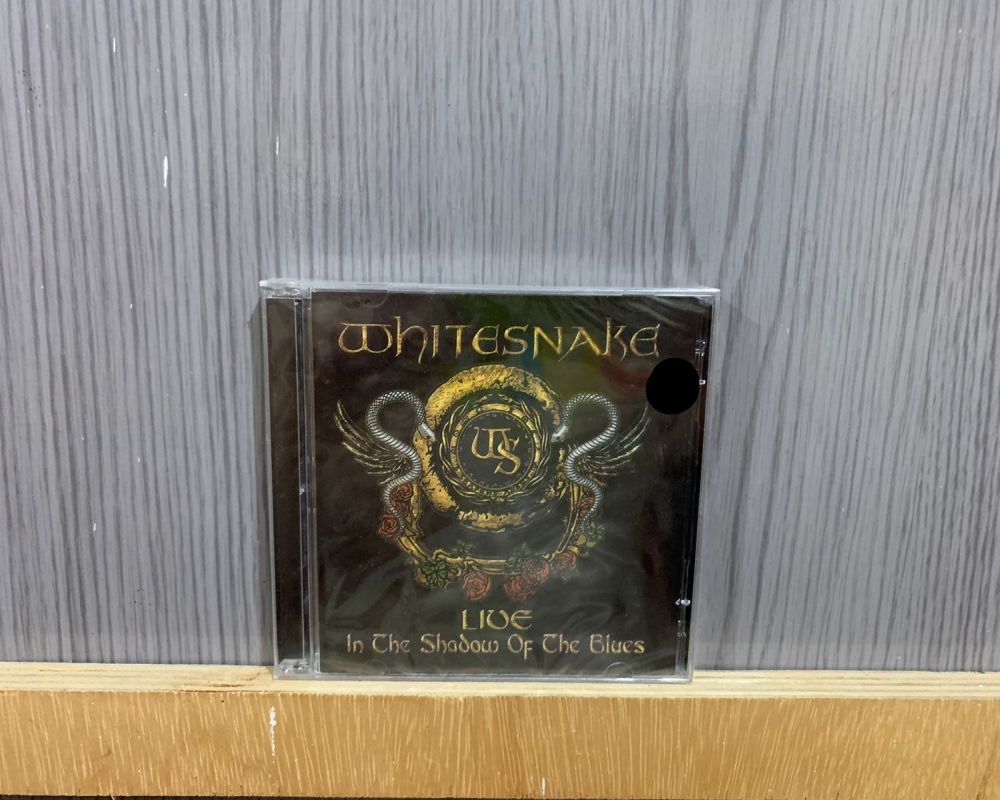 WHITESNAKE
WS
LIVE
In The Shadow Of The Blues